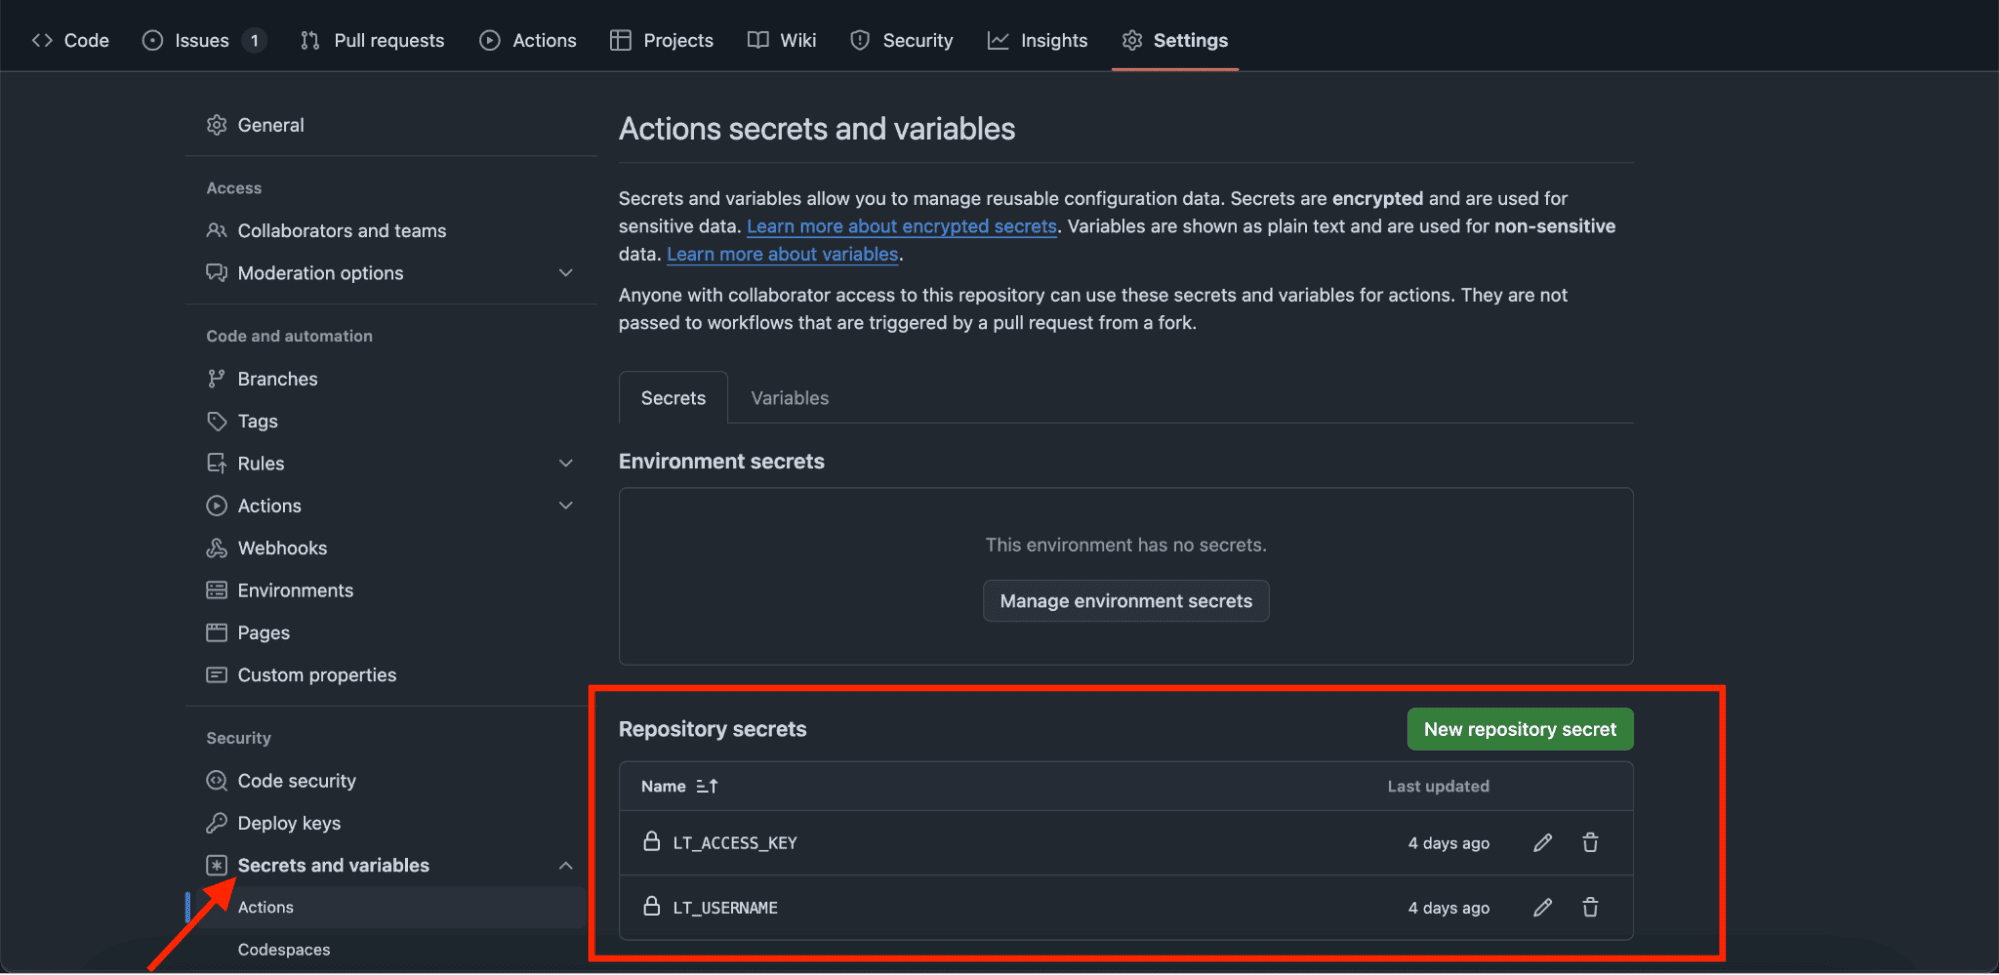 Code Issues 1 Pull requests Actions Projects Wiki Security Insights Settings
General
Access
Collaborators and teams
Moderation options
Code and automation
Branches
Tags
Rules
Actions
Webhooks
Environments
Pages
Custom properties
Security
Code security
Deploy keys
Secrets and variables
Actions
Codespaces
Actions secrets and variables
Secrets and variables allow you to manage reusable configuration data. Secrets are encrypted and are used for
sensitive data. Learn more about encrypted secrets. Variables are shown as plain text and are used for non-sensitive
data. Learn more about variables.
Anyone with collaborator access to this repository can use these secrets and variables for actions. They are not
passed to workflows that are triggered by a pull request from a fork.
Secrets Variables
Environment secrets
This environment has no secrets.
Manage environment secrets
Repository secrets New repository secret
Name Last updated
LT_ACCESS_KEY 4 days ago
LT_USERNAME 4 days ago